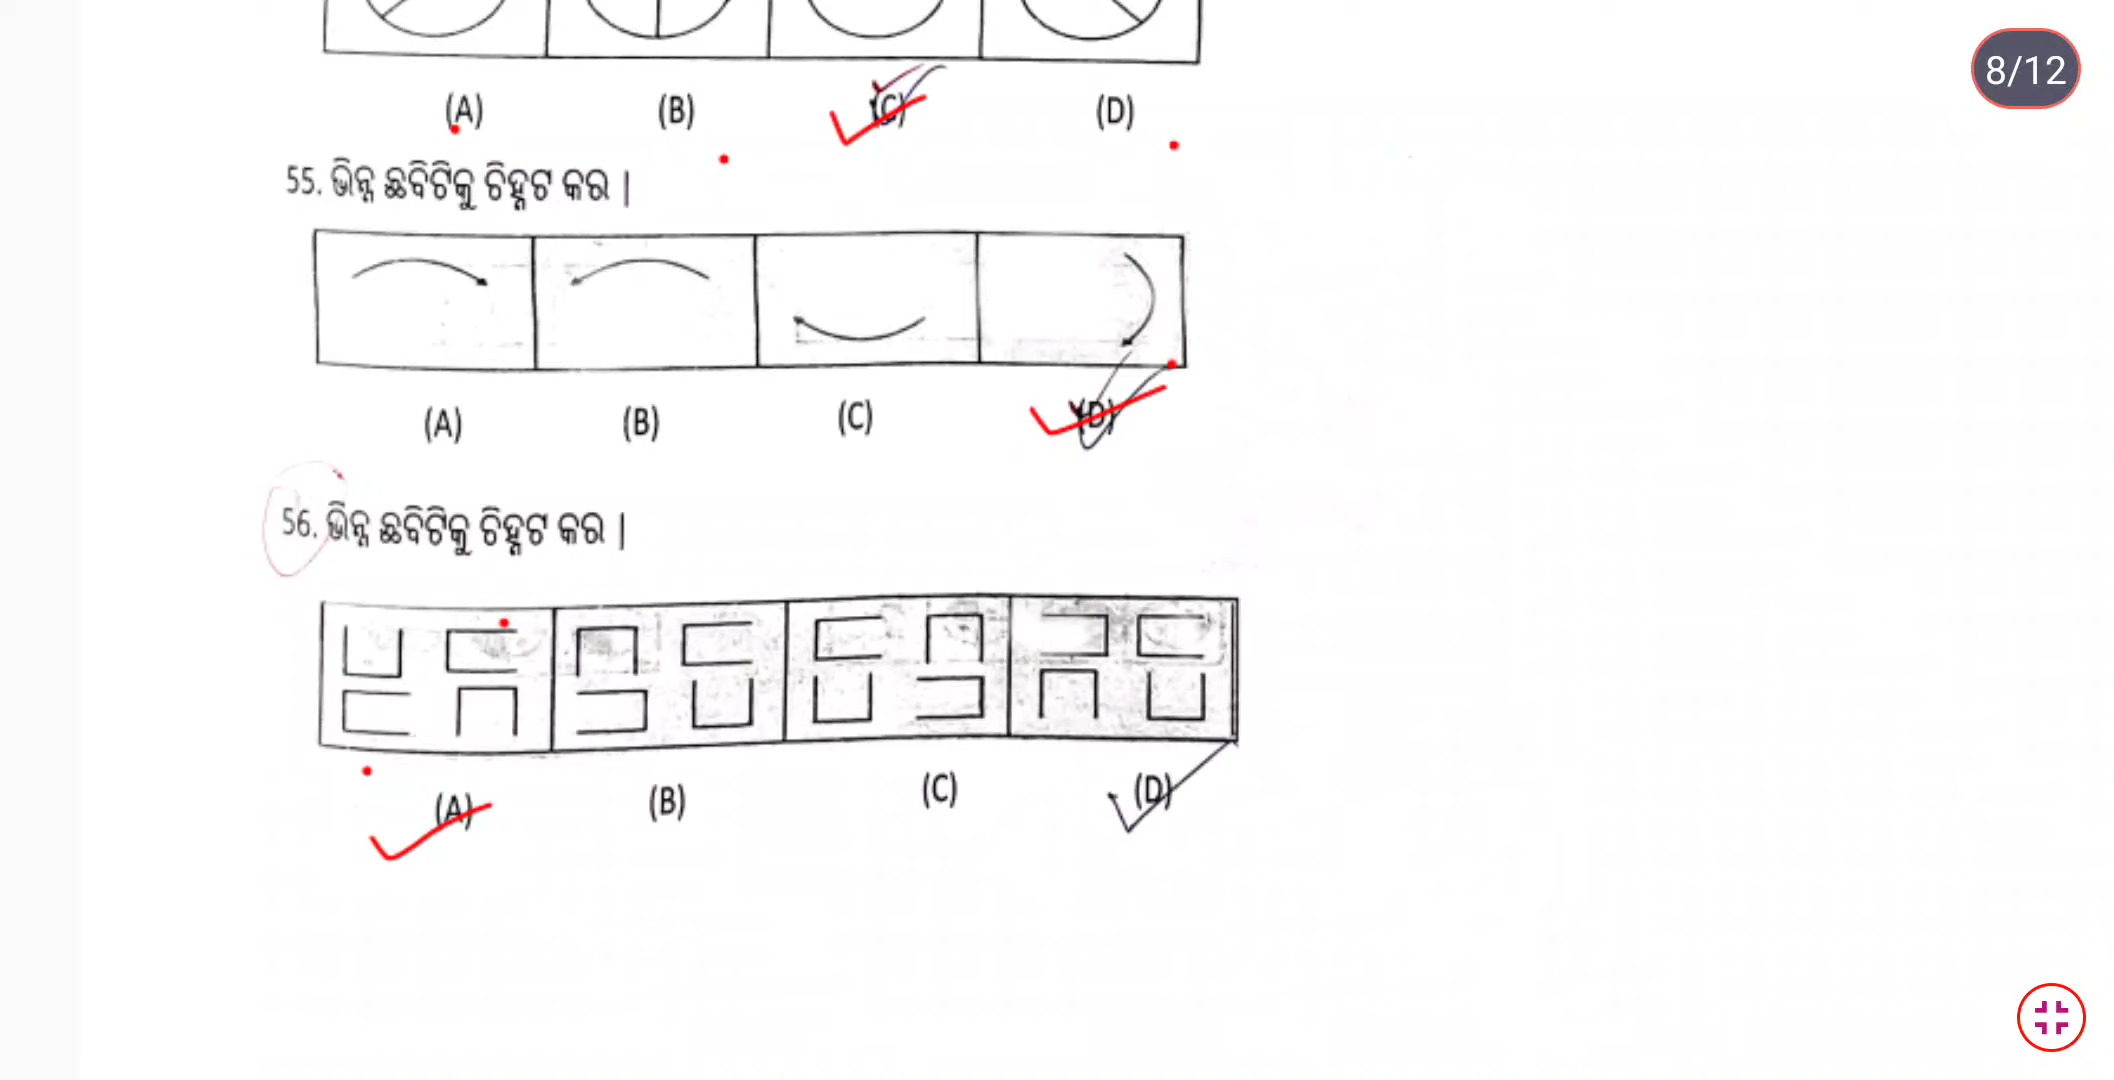 8/12
(A) (B) (C) (D)
55. ଭିନ୍ନ ଛବିଟିକୁ ଚିହ୍ନଟ କର |
(A) (B) (C) (D)
56. ଭିନ୍ନ ଛବିଟିକୁ ଚିହ୍ନଟ କର |
(A) (B) (C) (D)